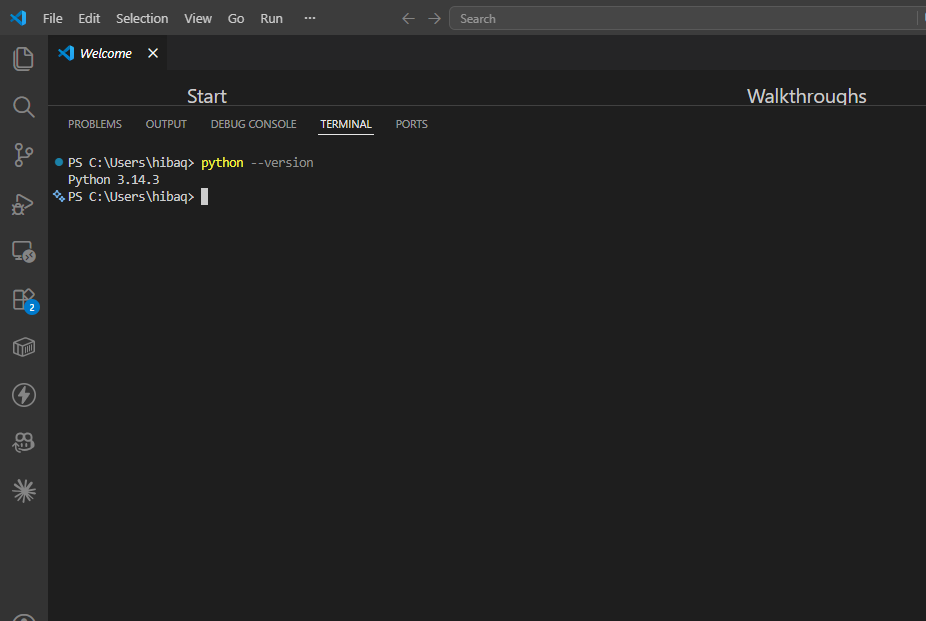 File Edit Selection View Go Run ··· Search
Welcome
Start Walkthroughs
PROBLEMS OUTPUT DEBUG CONSOLE TERMINAL PORTS
PS C:\Users\hibaq> python --version
Python 3.14.3
PS C:\Users\hibaq>
2